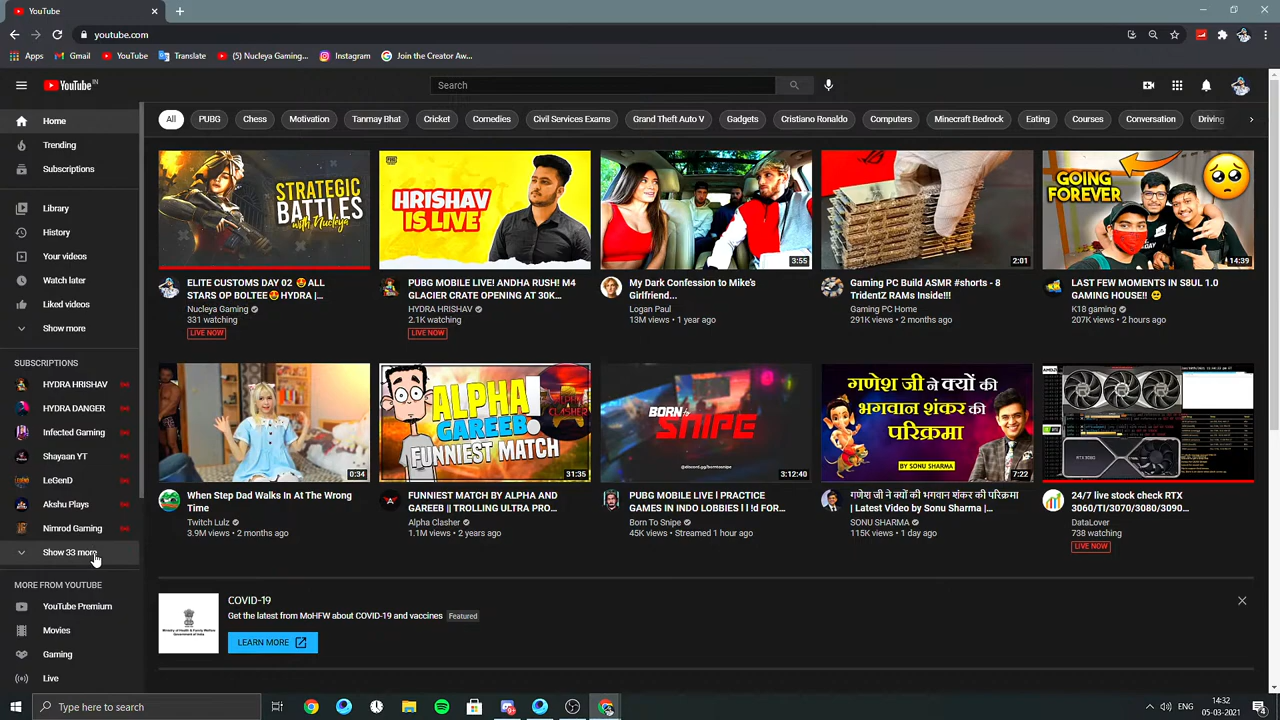 YouTube
youtube.com
Apps Gmail YouTube Translate (5) Nucleya Gaming... Instagram Join the Creator Aw...
YouTube IN
Search
Home
Trending
Subscriptions
Library
History
Your videos
Watch later
Liked videos
Show more
SUBSCRIPTIONS
HYDRA HRISHAV
HYDRA DANGER
Infected Gaming
Shayaan YT
LeGenD
Akshu Plays
Nimrod Gaming
Show 33 more
MORE FROM YOUTUBE
YouTube Premium
Movies
Gaming
Live
All PUBG Chess Motivation Tanmay Bhat Cricket Comedies Civil Services Exams Grand Theft Auto V Gadgets Cristiano Ronaldo Computers Minecraft Bedrock Eating Courses Conversation Driving
STRATEGIC
BATTLES
with Nucleya
ELITE CUSTOMS DAY 02 😍 ALL
STARS OP BOLTEE 😍 HYDRA |...
Nucleya Gaming
331 watching
LIVE NOW
HRISHAV
IS LIVE
PUBG MOBILE LIVE! ANDHA RUSH! M4
GLACIER CRATE OPENING AT 30K...
HYDRA HRISHAV
2.1K watching
LIVE NOW
3:55
My Dark Confession to Mike's
Girlfriend...
Logan Paul
13M views • 1 year ago
2:01
Gaming PC Build ASMR #shorts - 8
TridentZ RAMs Inside!!!
Gaming PC Home
291K views • 2 months ago
GOING
FOREVER
14:39
LAST FEW MOMENTS IN S8UL 1.0
GAMING HOUSE!!
K18 gaming
207K views • 2 hours ago
0:34
When Step Dad Walks In At The Wrong
Time
Twitch Lulz
3.9M views • 2 months ago
ALPHA
GAREEB
FUNNIEST MATCH
31:35
FUNNIEST MATCH OF ALPHA AND
GAREEB || TROLLING ULTRA PRO...
Alpha Clasher
1.1M views • 2 years ago
BORN to
SNIPE
3:12:40
PUBG MOBILE LIVE I PRACTICE
GAMES IN INDO LOBBIES I I !d FOR...
Born To Snipe
45K views • Streamed 1 hour ago
गणेश जी ने क्यों की
भगवान शंकर की
परिक्रमा
BY SONU SHARMA
7:22
गणेश जी ने क्यों की भगवान शंकर की परिक्रमा
| Latest Video by Sonu Sharma |...
SONU SHARMA
115K views • 1 day ago
24/7 live stock check RTX
3060/TI/3070/3080/3090...
DataLover
738 watching
LIVE NOW
COVID-19
Get the latest from MoHFW about COVID-19 and vaccines Featured
LEARN MORE
Type here to search
ENG
14:32
05-03-2021